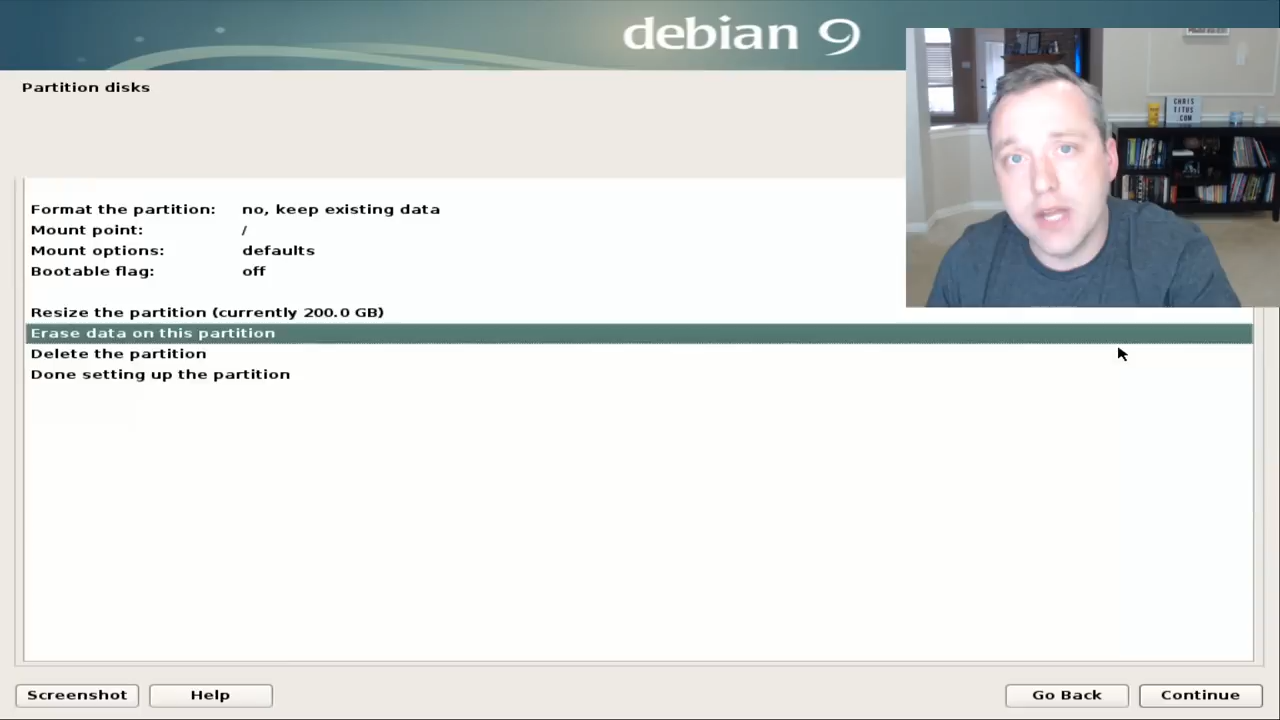 debian 9
Partition disks
Format the partition: no, keep existing data
Mount point: /
Mount options: defaults
Bootable flag: off
Resize the partition (currently 200.0 GB)
Erase data on this partition
Delete the partition
Done setting up the partition
CHRIS
TITUS
.COM
Screenshot
Help
Go Back
Continue